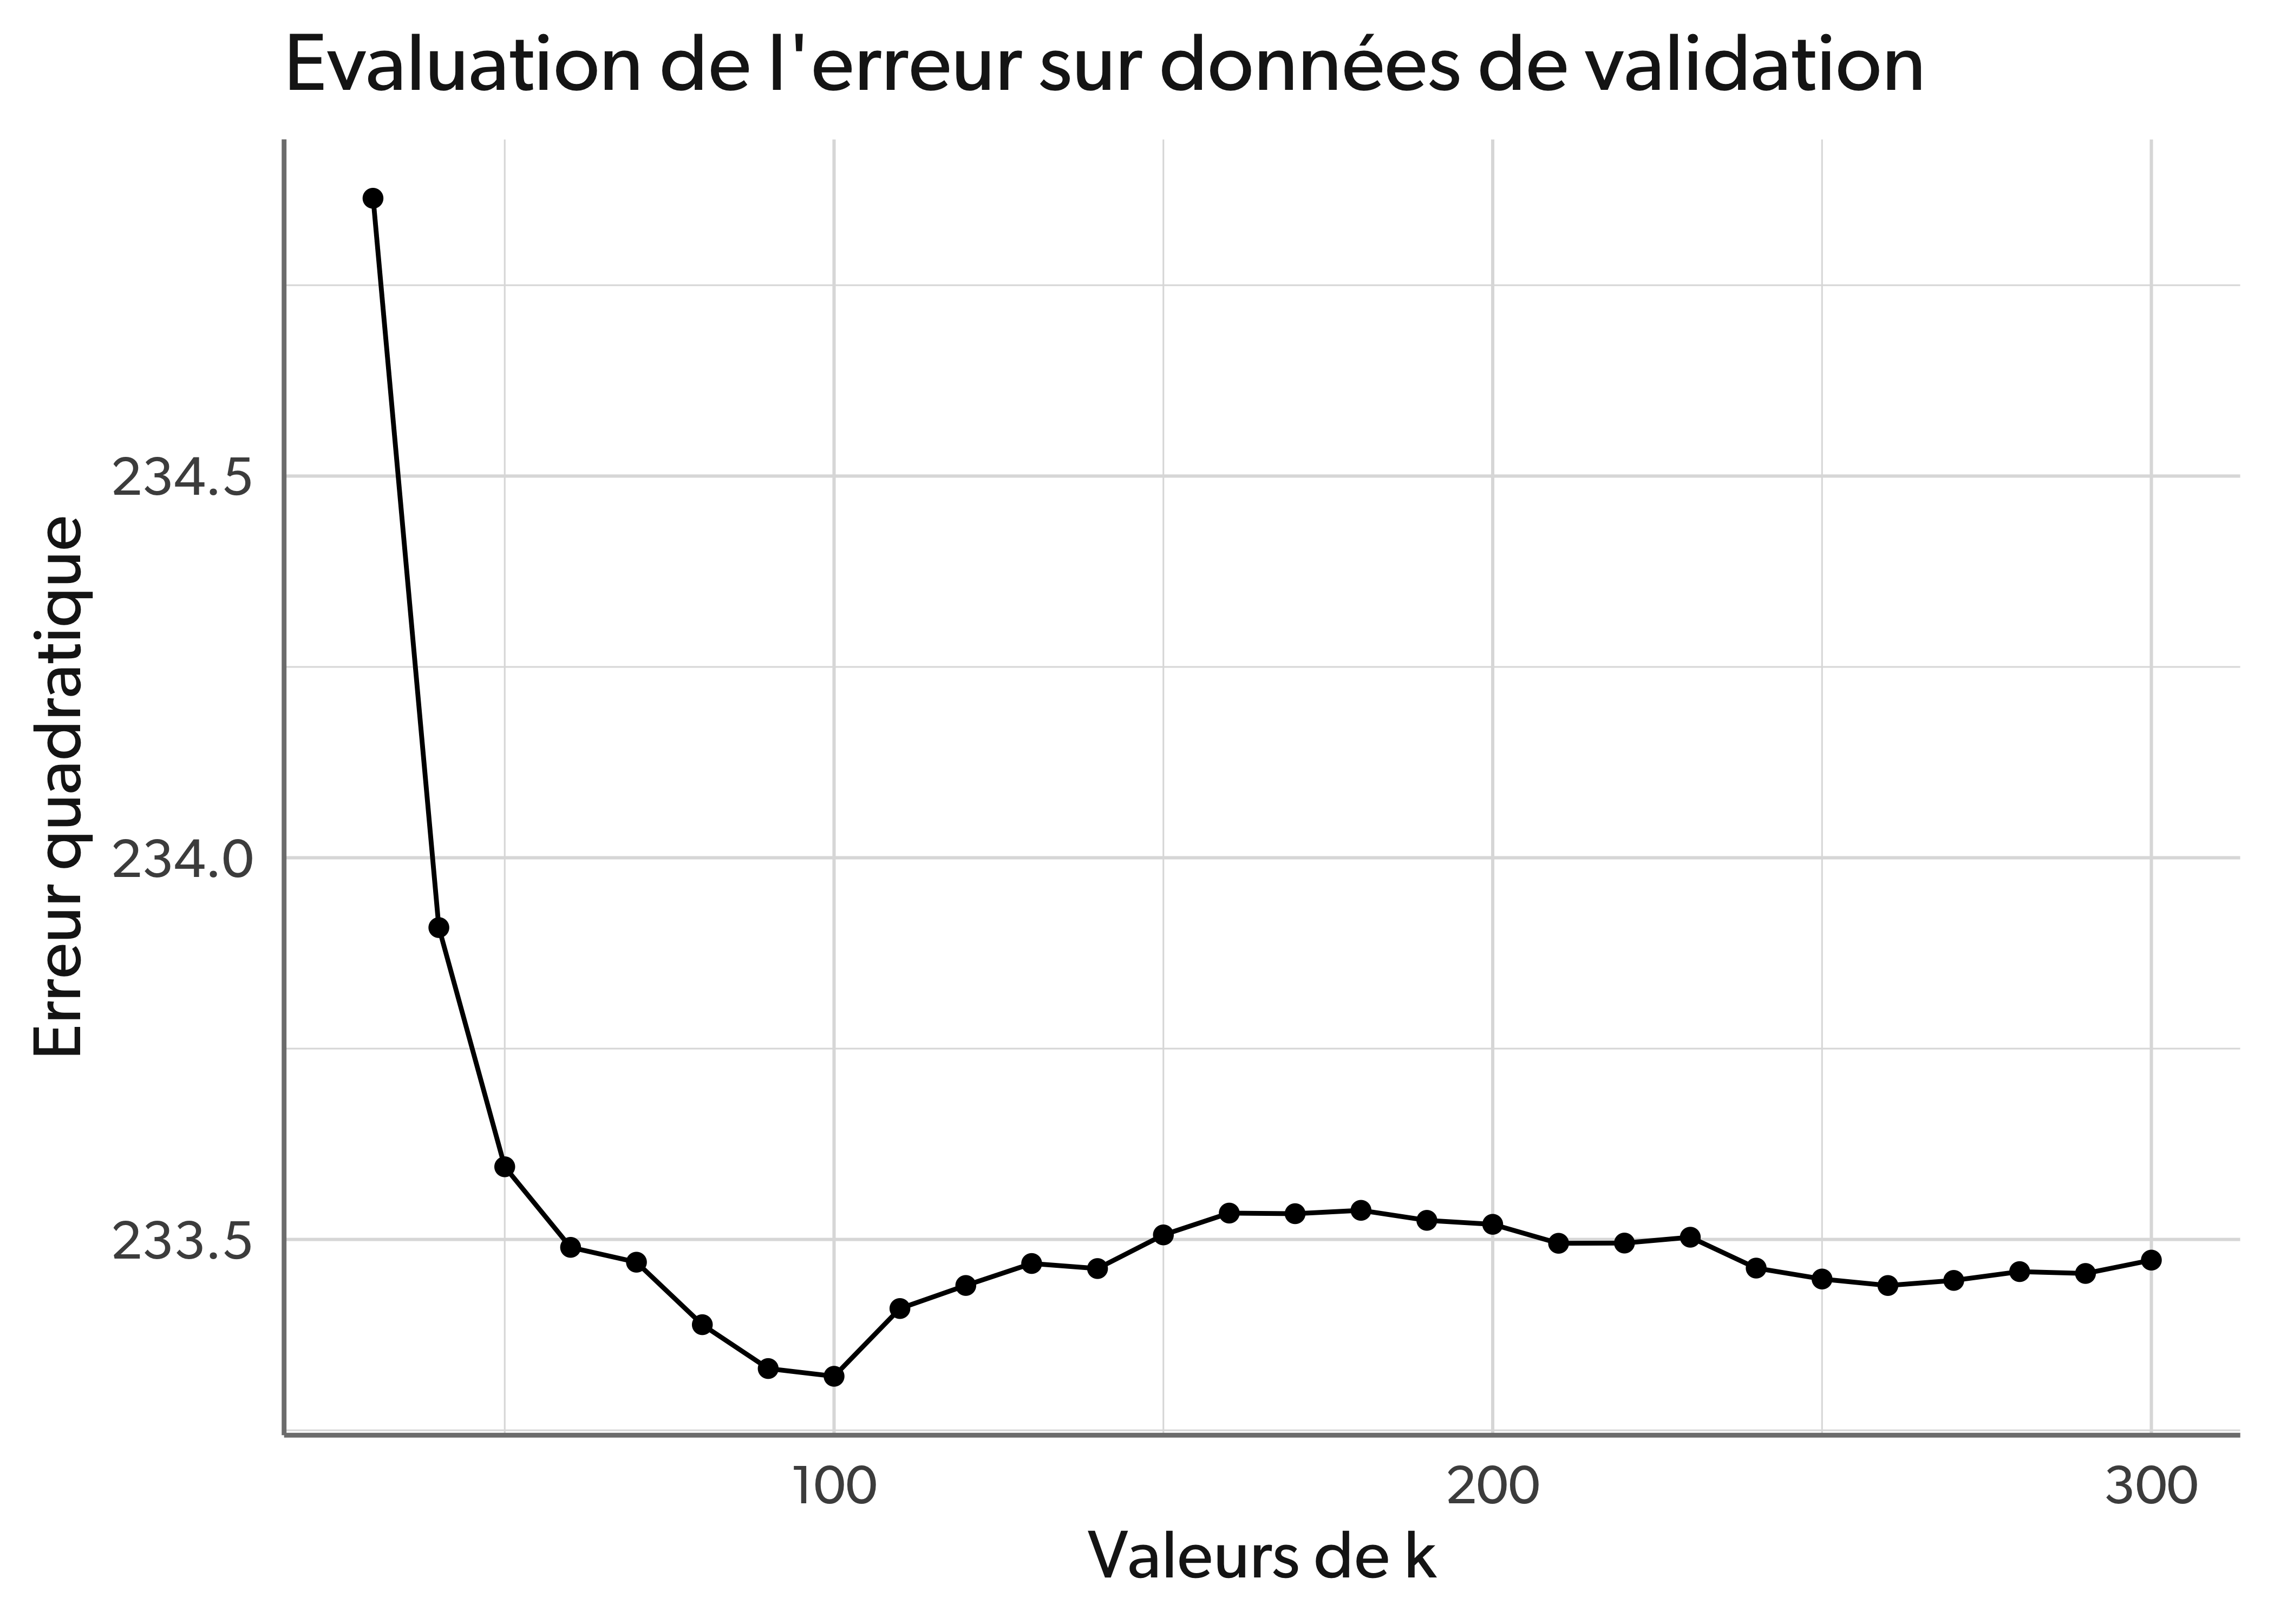 Evaluation de l'erreur sur données de validation
Erreur quadratique
234.5
234.0
233.5
100
200
300
Valeurs de k